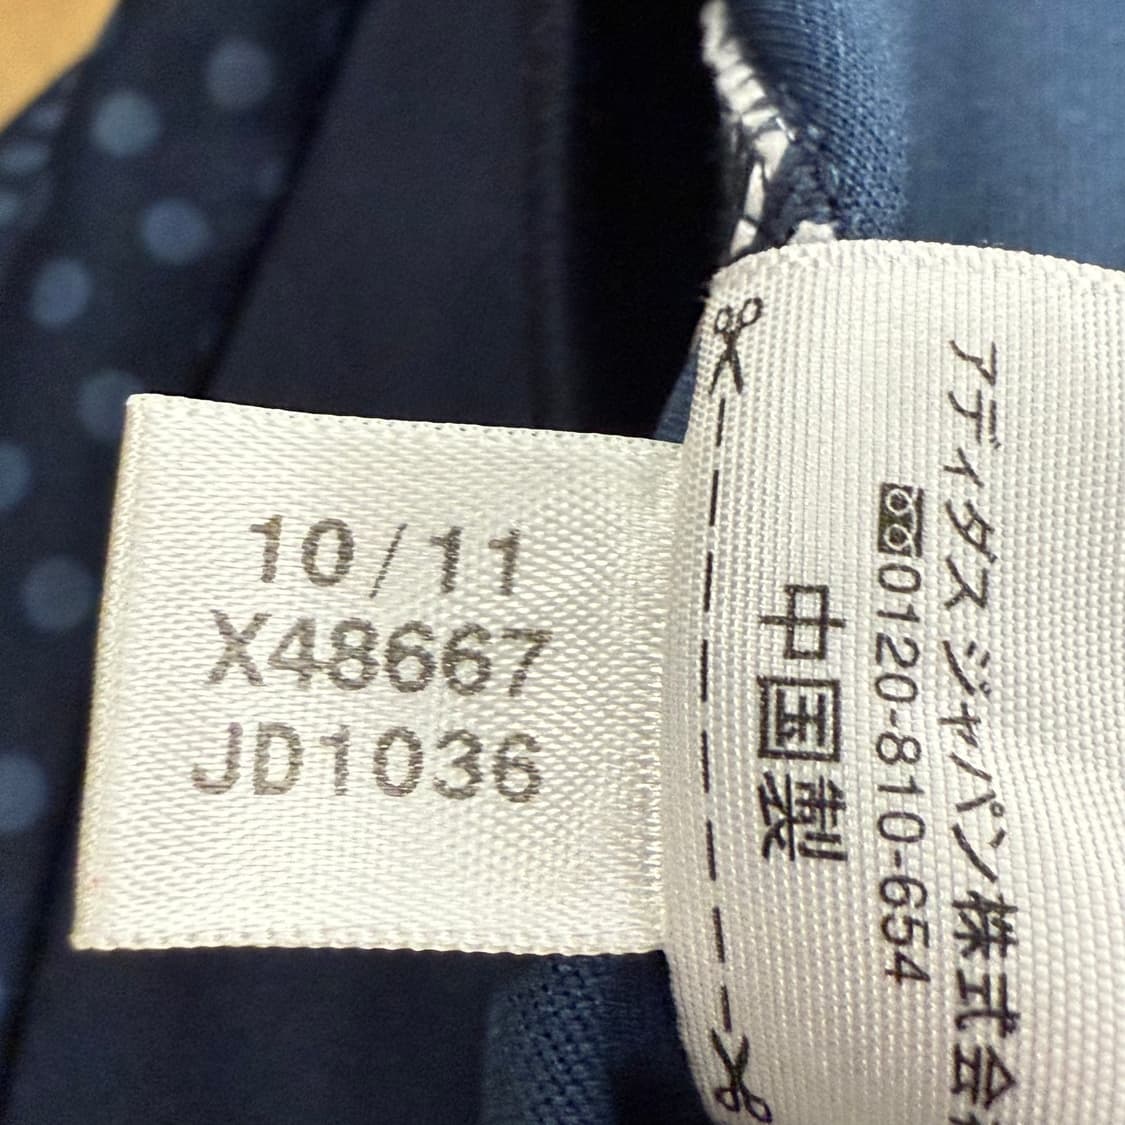 10/11
X48667
JD1036
アディダス ジャパン株式会
0120-810-654
中国製